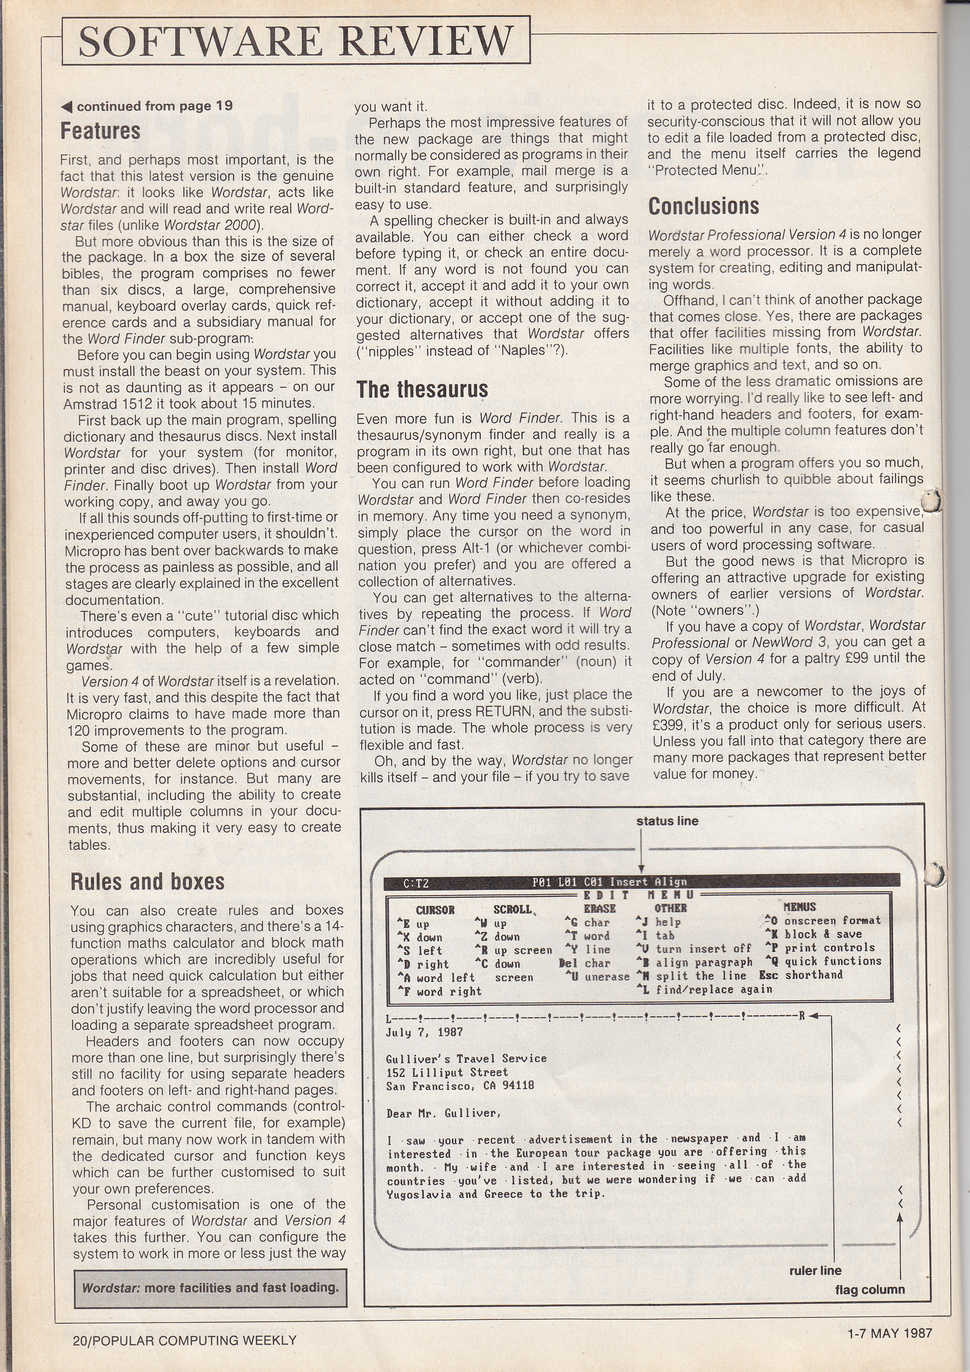 SOFTWARE REVIEW
◀ continued from page 19
Features
First, and perhaps most important, is the
fact that this latest version is the genuine
Wordstar: it looks like Wordstar, acts like
Wordstar and will read and write real Word-
star files (unlike Wordstar 2000).
But more obvious than this is the size of
the package. In a box the size of several
bibles, the program comprises no fewer
than six discs, a large, comprehensive
manual, keyboard overlay cards, quick ref-
erence cards and a subsidiary manual for
the Word Finder sub-program.
Before you can begin using Wordstar you
must install the beast on your system. This
is not as daunting as it appears – on our
Amstrad 1512 it took about 15 minutes.
First back up the main program, spelling
dictionary and thesaurus discs. Next install
Wordstar for your system (for monitor,
printer and disc drives). Then install Word
Finder. Finally boot up Wordstar from your
working copy, and away you go.
If all this sounds off-putting to first-time or
inexperienced computer users, it shouldn't.
Micropro has bent over backwards to make
the process as painless as possible, and all
stages are clearly explained in the excellent
documentation.
There's even a "cute" tutorial disc which
introduces computers, keyboards and
Wordstar with the help of a few simple
games.
Version 4 of Wordstar itself is a revelation.
It is very fast, and this despite the fact that
Micropro claims to have made more than
120 improvements to the program.
Some of these are minor but useful –
more and better delete options and cursor
movements, for instance. But many are
substantial, including the ability to create
and edit multiple columns in your docu-
ments, thus making it very easy to create
tables.
Rules and boxes
You can also create rules and boxes
using graphics characters, and there's a 14-
function maths calculator and block math
operations which are incredibly useful for
jobs that need quick calculation but either
aren't suitable for a spreadsheet, or which
don't justify leaving the word processor and
loading a separate spreadsheet program.
Headers and footers can now occupy
more than one line, but surprisingly there's
still no facility for using separate headers
and footers on left- and right-hand pages.
The archaic control commands (control-
KD to save the current file, for example)
remain, but many now work in tandem with
the dedicated cursor and function keys
which can be further customised to suit
your own preferences.
Personal customisation is one of the
major features of Wordstar and Version 4
takes this further. You can configure the
system to work in more or less just the way
Wordstar: more facilities and fast loading.
you want it.
Perhaps the most impressive features of
the new package are things that might
normally be considered as programs in their
own right. For example, mail merge is a
built-in standard feature, and surprisingly
easy to use.
A spelling checker is built-in and always
available. You can either check a word
before typing it, or check an entire docu-
ment. If any word is not found you can
correct it, accept it and add it to your own
dictionary, accept it without adding it to
your dictionary, or accept one of the sug-
gested alternatives that Wordstar offers
("nipples" instead of "Naples"?).
The thesaurus
Even more fun is Word Finder. This is a
thesaurus/synonym finder and really is a
program in its own right, but one that has
been configured to work with Wordstar.
You can run Word Finder before loading
Wordstar and Word Finder then co-resides
in memory. Any time you need a synonym,
simply place the cursor on the word in
question, press Alt-1 (or whichever combi-
nation you prefer) and you are offered a
collection of alternatives.
You can get alternatives to the alterna-
tives by repeating the process. If Word
Finder can't find the exact word it will try a
close match – sometimes with odd results.
For example, for "commander" (noun) it
acted on "command" (verb).
If you find a word you like, just place the
cursor on it, press RETURN, and the substi-
tution is made. The whole process is very
flexible and fast.
Oh, and by the way, Wordstar no longer
kills itself – and your file – if you try to save
it to a protected disc. Indeed, it is now so
security-conscious that it will not allow you
to edit a file loaded from a protected disc,
and the menu itself carries the legend
"Protected Menu".
Conclusions
Wordstar Professional Version 4 is no longer
merely a word processor. It is a complete
system for creating, editing and manipulat-
ing words.
Offhand, I can't think of another package
that comes close. Yes, there are packages
that offer facilities missing from Wordstar.
Facilities like multiple fonts, the ability to
merge graphics and text, and so on.
Some of the less dramatic omissions are
more worrying. I'd really like to see left- and
right-hand headers and footers, for exam-
ple. And the multiple column features don't
really go far enough.
But when a program offers you so much,
it seems churlish to quibble about failings
like these.
At the price, Wordstar is too expensive,
and too powerful in any case, for casual
users of word processing software.
But the good news is that Micropro is
offering an attractive upgrade for existing
owners of earlier versions of Wordstar.
(Note "owners".)
If you have a copy of Wordstar, Wordstar
Professional or NewWord 3, you can get a
copy of Version 4 for a paltry £99 until the
end of July.
If you are a newcomer to the joys of
Wordstar, the choice is more difficult. At
£399, it's a product only for serious users.
Unless you fall into that category there are
many more packages that represent better
value for money.
status line
C:T2 P01 L01 C01 Insert Align
E D I T M E N U
CURSOR SCROLL ERASE OTHER MENUS
^E up ^W up ^G char ^J help ^O onscreen format
^X down ^Z down ^T word ^I tab ^K block & save
^S left ^R up screen ^Y line ^V turn insert off ^P print controls
^D right ^C down Del char ^B align paragraph ^Q quick functions
^A word left screen ^U unerase ^N split the line Esc shorthand
^F word right ^L find/replace again
L----!----!----!----!----!----!----!----!----!----!----!--------R
July 7, 1987
Gulliver's Travel Service
152 Lilliput Street
San Francisco, CA 94118
Dear Mr. Gulliver,
I saw your recent advertisement in the newspaper and I am
interested in the European tour package you are offering this
month. My wife and I are interested in seeing all of the
countries you've listed, but we were wondering if we can add
Yugoslavia and Greece to the trip.
<
<
<
<
<
<
<
<
<
<
ruler line
flag column
20/POPULAR COMPUTING WEEKLY
1-7 MAY 1987